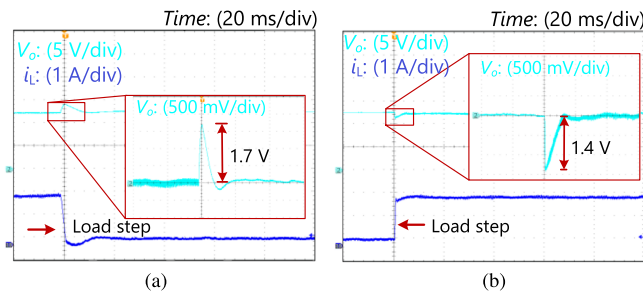 Time: (20 ms/div)
Vo: (5 V/div)
iL: (1 A/div)
Vo: (500 mV/div)
1.7 V
Load step
(a)
Time: (20 ms/div)
Vo: (5 V/div)
iL: (1 A/div)
Vo: (500 mV/div)
1.4 V
Load step
(b)